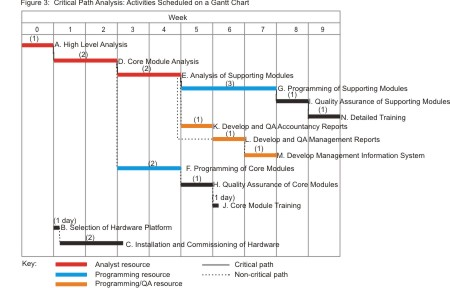 Figure 3: Critical Path Analysis: Activities Scheduled on a Gantt Chart
Week
0 1 2 3 4 5 6 7 8 9
(1)
A. High Level Analysis
(2)
D. Core Module Analysis
(2)
E. Analysis of Supporting Modules
(3)
G. Programming of Supporting Modules
(1)
I. Quality Assurance of Supporting Modules
(1)
N. Detailed Training
(1)
K. Develop and QA Accountancy Reports
(1)
L. Develop and QA Management Reports
(1)
M. Develop Management Information System
(2)
F. Programming of Core Modules
(1)
H. Quality Assurance of Core Modules
(1 day)
J. Core Module Training
(1 day)
B. Selection of Hardware Platform
(2)
C. Installation and Commissioning of Hardware
Key:
Analyst resource
Critical path
Programming resource
Non-critical path
Programming/QA resource